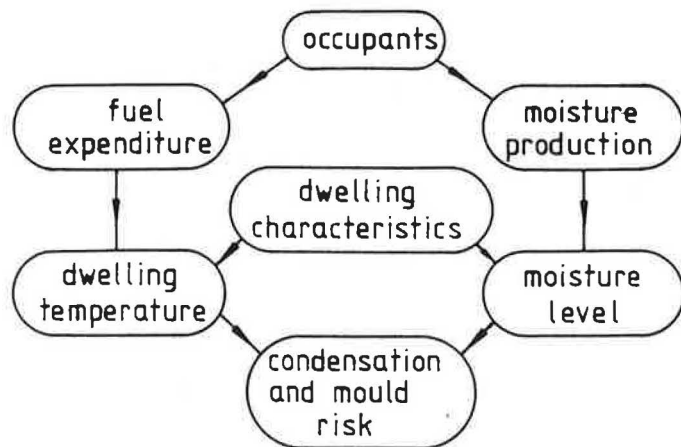 occupants
fuel
expenditure
moisture
production
dwelling
characteristics
dwelling
temperature
moisture
level
condensation
and mould
risk